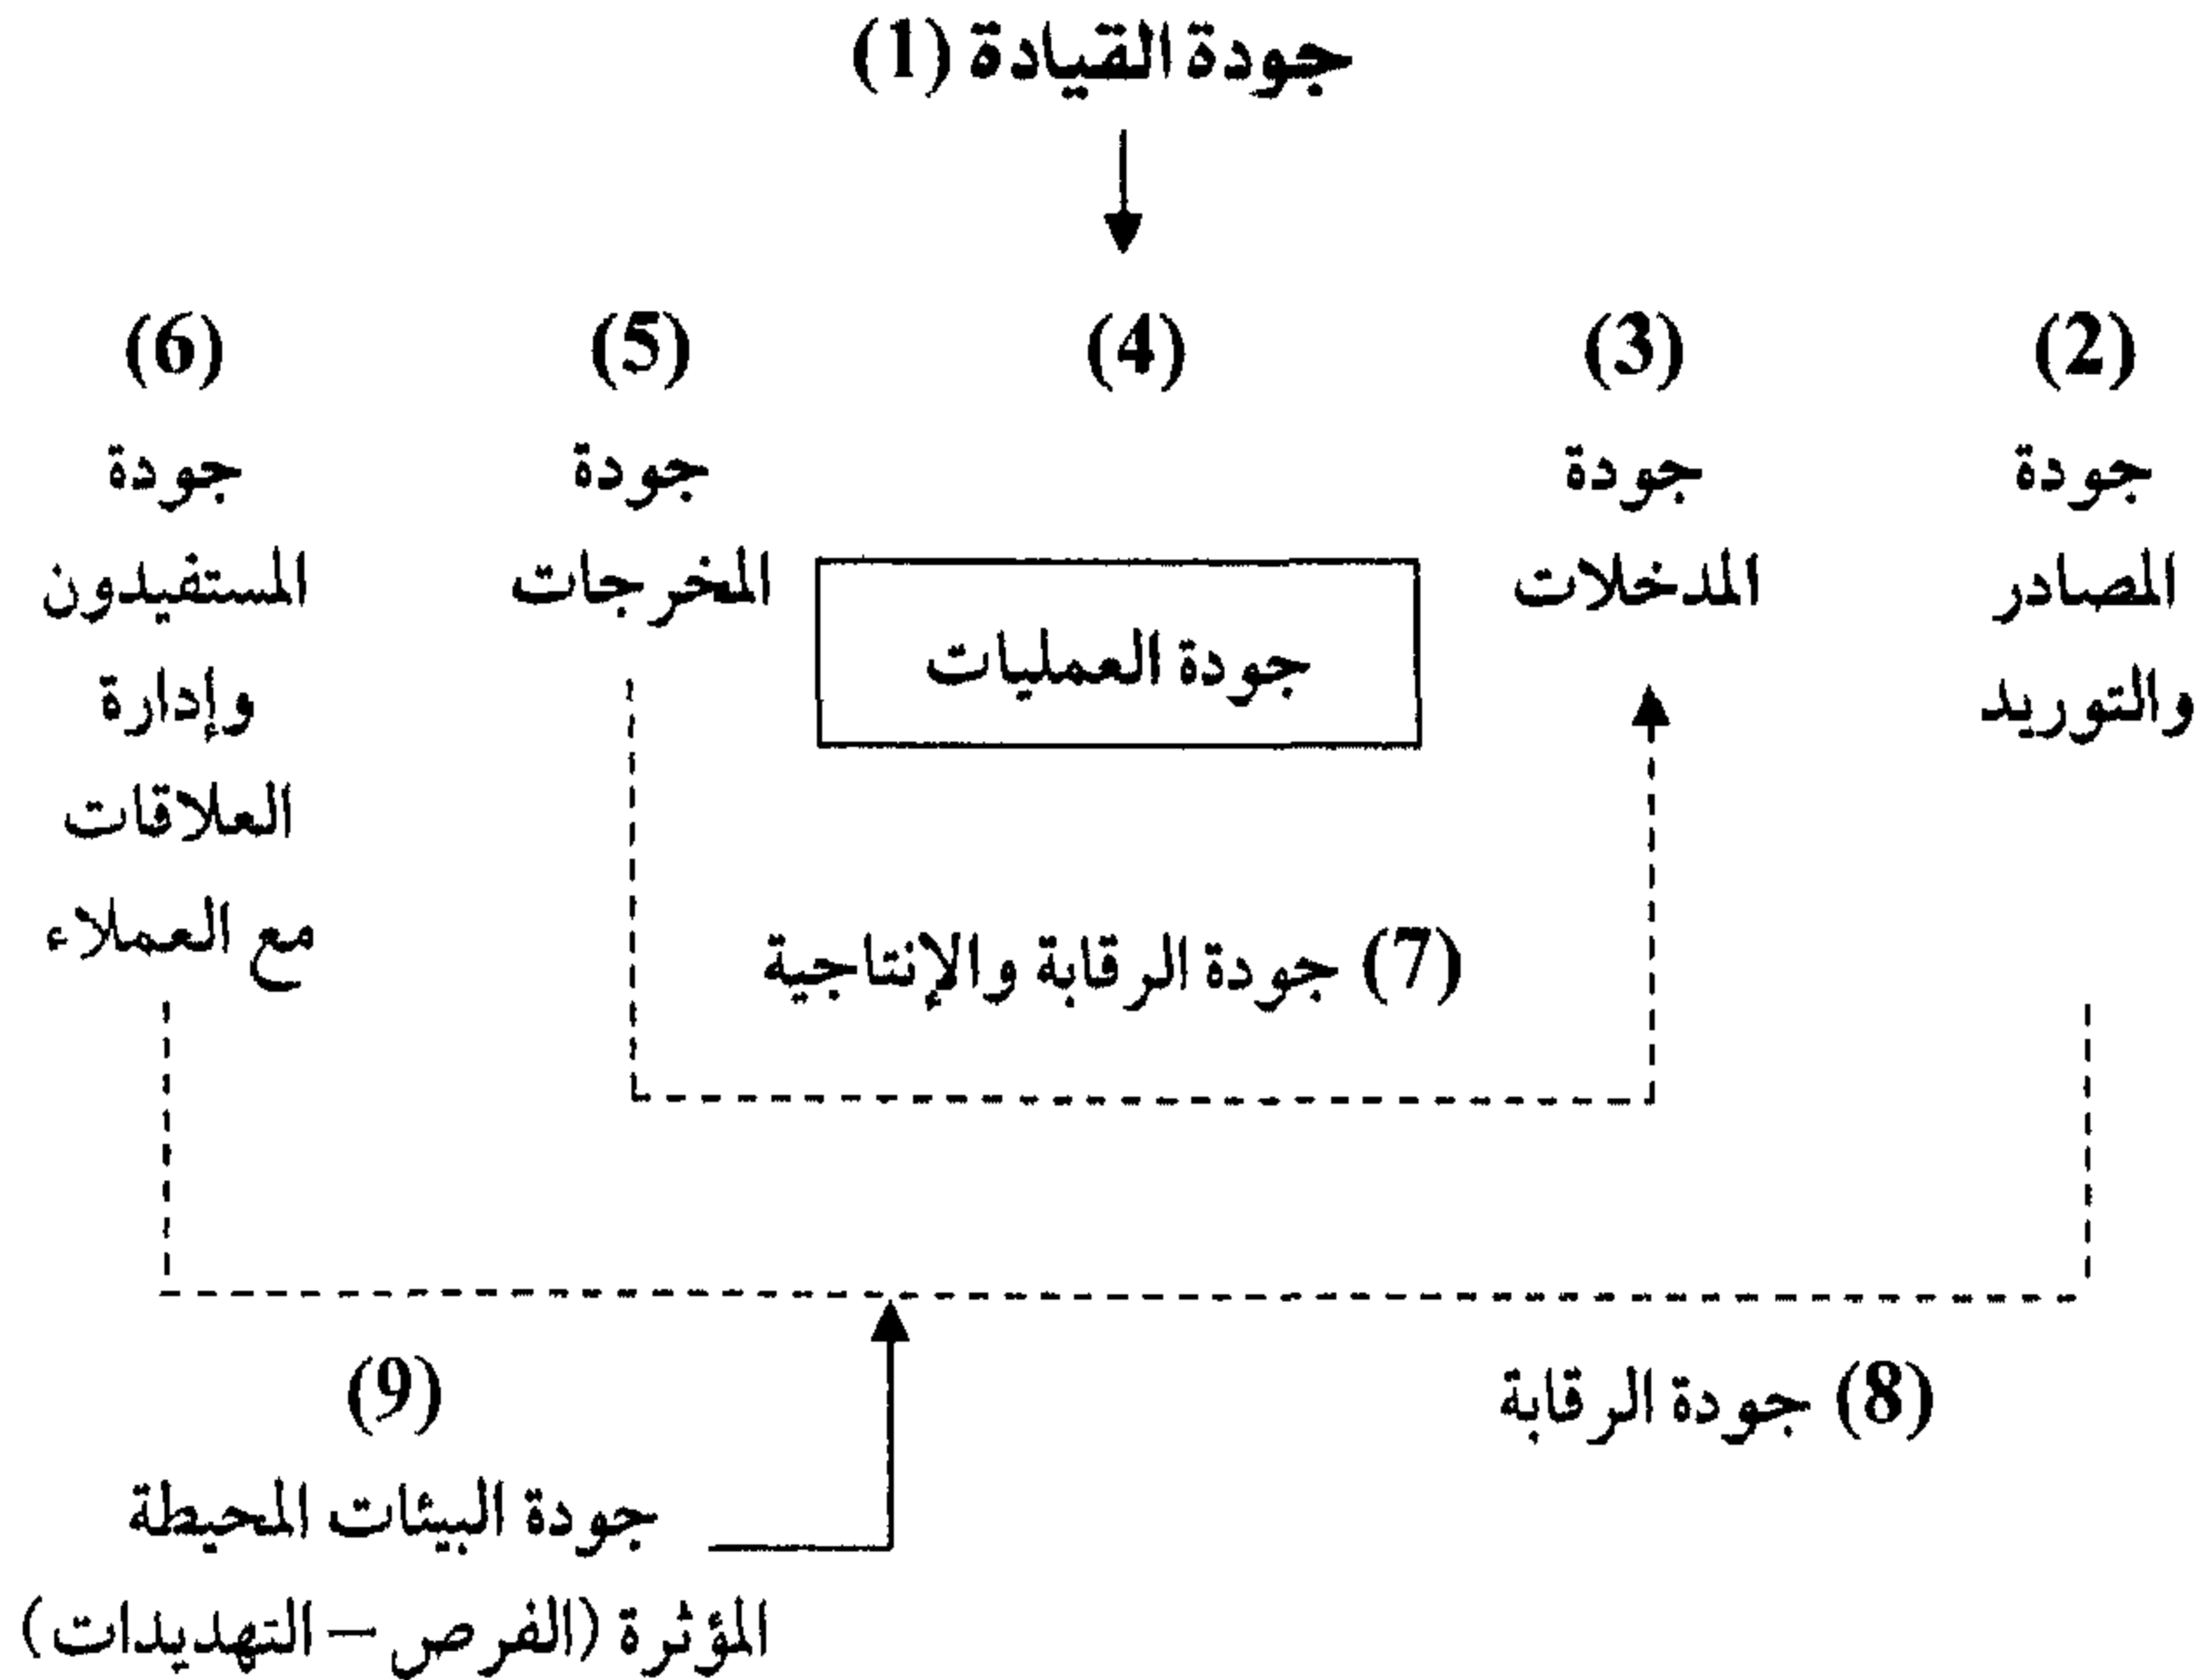 جودة القيادة (1)
(2)
جودة
المصادر
والتوريد
(3)
جودة
المدخلات
(4)
جودة العمليات
(5)
جودة
المخرجات
(6)
جودة
المستفيدون
وإدارة
العلاقات
مع العملاء
(7) جودة الرقابة والإنتاجية
(8) جودة الرقابة
(9)
جودة البيئات المحيطة
المؤثرة (الفرص – التهديدات)